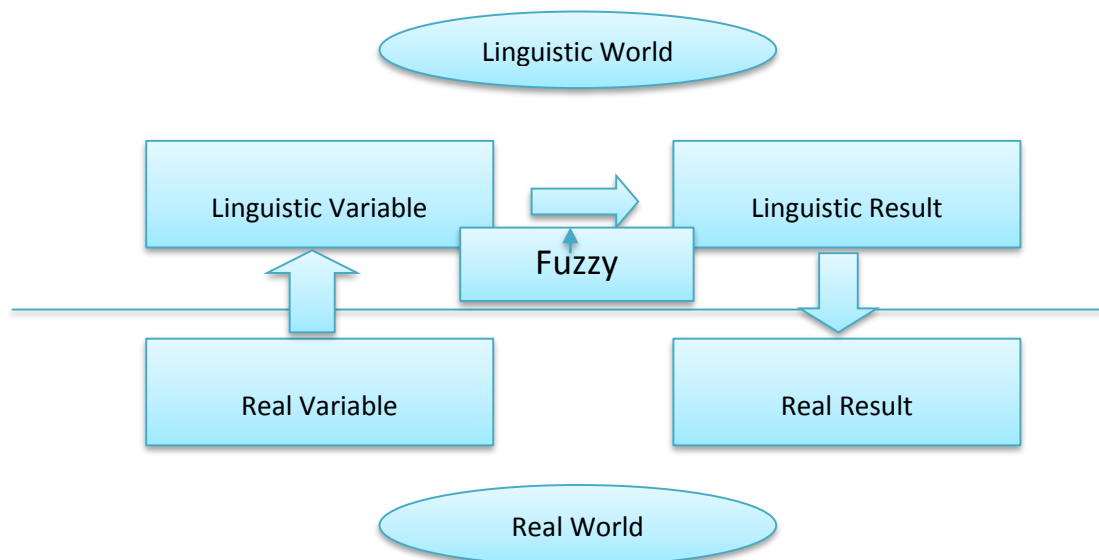 Linguistic World
Linguistic Variable
Linguistic Result
Fuzzy
Real Variable
Real Result
Real World